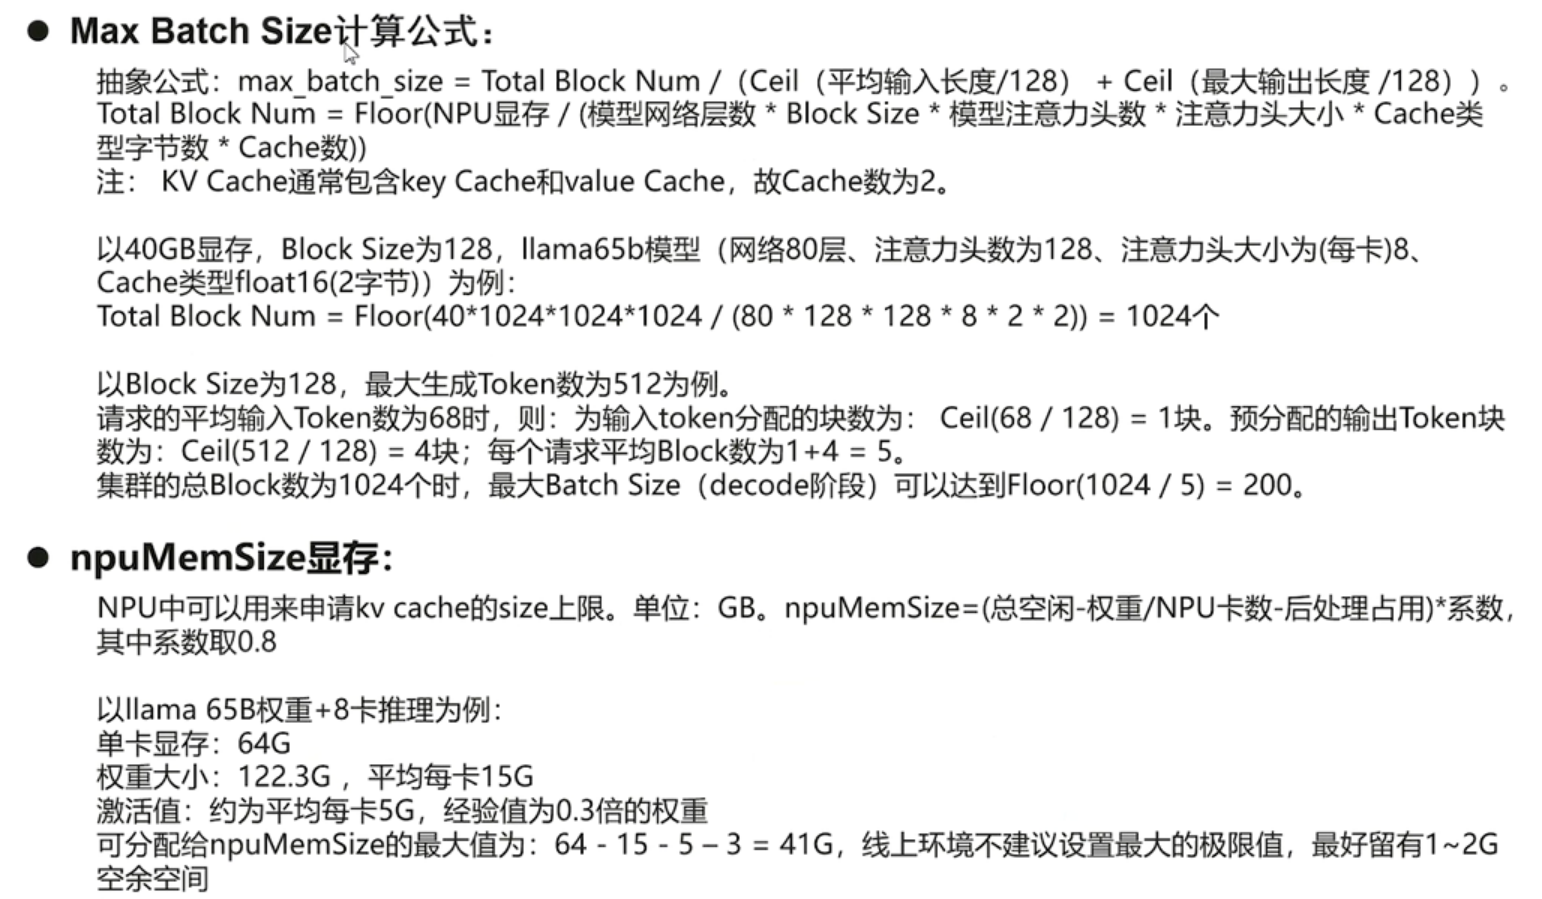 ● Max Batch Size计算公式：
抽象公式：max_batch_size = Total Block Num /（Ceil（平均输入长度/128） + Ceil（最大输出长度 /128））。
Total Block Num = Floor(NPU显存 / (模型网络层数 * Block Size * 模型注意力头数 * 注意力头大小 * Cache类
型字节数 * Cache数))
注： KV Cache通常包含key Cache和value Cache，故Cache数为2。
以40GB显存，Block Size为128，llama65b模型（网络80层、注意力头数为128、注意力头大小为(每卡)8、
Cache类型float16(2字节)）为例：
Total Block Num = Floor(40*1024*1024*1024 / (80 * 128 * 128 * 8 * 2 * 2)) = 1024个
以Block Size为128，最大生成Token数为512为例。
请求的平均输入Token数为68时，则：为输入token分配的块数为： Ceil(68 / 128) = 1块。预分配的输出Token块
数为：Ceil(512 / 128) = 4块；每个请求平均Block数为1+4 = 5。
集群的总Block数为1024个时，最大Batch Size（decode阶段）可以达到Floor(1024 / 5) = 200。
● npuMemSize显存：
NPU中可以用来申请kv cache的size上限。单位：GB。npuMemSize=(总空闲-权重/NPU卡数-后处理占用)*系数，
其中系数取0.8
以llama 65B权重+8卡推理为例：
单卡显存：64G
权重大小：122.3G ，平均每卡15G
激活值：约为平均每卡5G，经验值为0.3倍的权重
可分配给npuMemSize的最大值为：64 - 15 - 5 – 3 = 41G，线上环境不建议设置最大的极限值，最好留有1~2G
空余空间